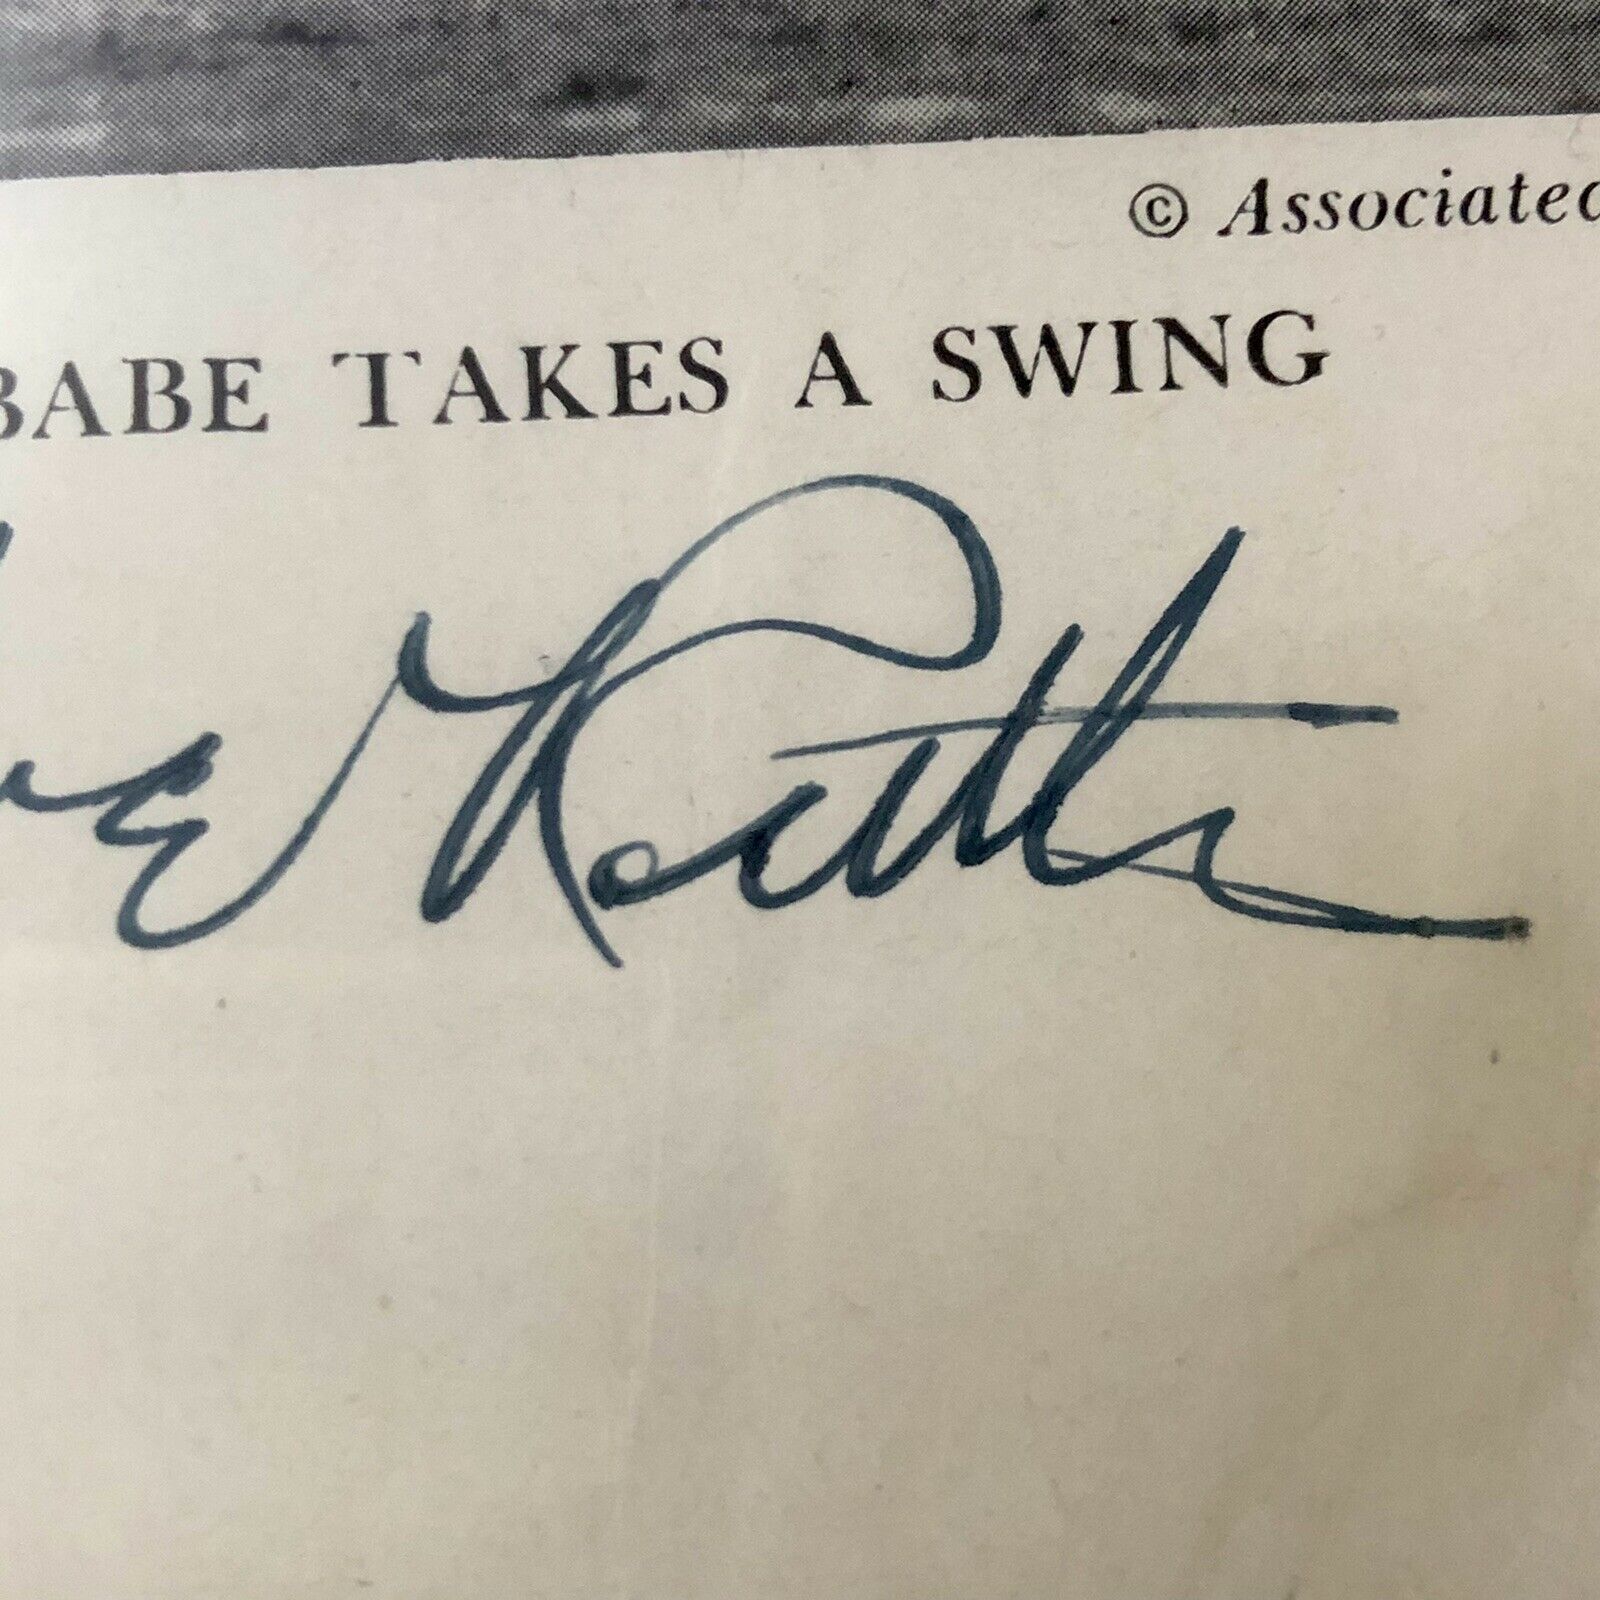 © Associated
BABE TAKES A SWING
Ruth